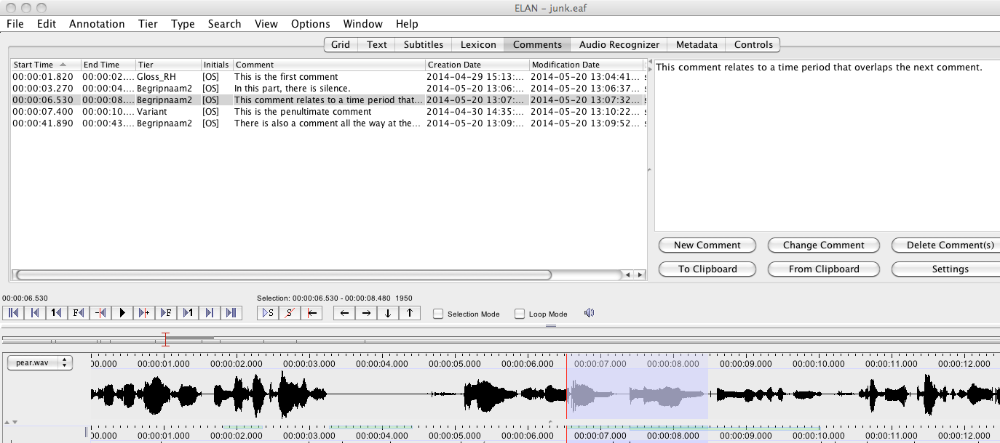 ELAN - junk.eaf
File Edit Annotation Tier Type Search View Options Window Help
Grid Text Subtitles Lexicon Comments Audio Recognizer Metadata Controls
Start Time End Time Tier Initials Comment Creation Date Modification Date
00:00:01.820 00:00:02.... Gloss_RH [OS] This is the first comment 2014-04-29 15:13:... 2014-05-20 13:04:41... s
00:00:03.270 00:00:04.... Begripnaam2 [OS] In this part, there is silence. 2014-05-20 13:06:... 2014-05-20 13:06:37... s
00:00:06.530 00:00:08.... Begripnaam2 [OS] This comment relates to a time period that... 2014-05-20 13:07:... 2014-05-20 13:07:32... s
00:00:07.400 00:00:10.... Variant [OS] This is the penultimate comment 2014-04-30 14:35:... 2014-05-20 13:10:22... s
00:00:41.890 00:00:43.... Begripnaam2 [OS] There is also a comment all the way at the... 2014-05-20 13:09:... 2014-05-20 13:09:52... s
This comment relates to a time period that overlaps the next comment.
New Comment Change Comment Delete Comment(s)
To Clipboard From Clipboard Settings
00:00:06.530 Selection: 00:00:06.530 - 00:00:08.480 1950
1 F F 1 S S Selection Mode Loop Mode
pear.wav
00.000 00:00:01.000 00:00:02.000 00:00:03.000 00:00:04.000 00:00:05.000 00:00:06.000 00:00:07.000 00:00:08.000 00:00:09.000 00:00:10.000 00:00:11.000 00:00:12.000
00.000 00:00:01.000 00:00:02.000 00:00:03.000 00:00:04.000 00:00:05.000 00:00:06.000 00:00:07.000 00:00:08.000 00:00:09.000 00:00:10.000 00:00:11.000 00:00:12.000